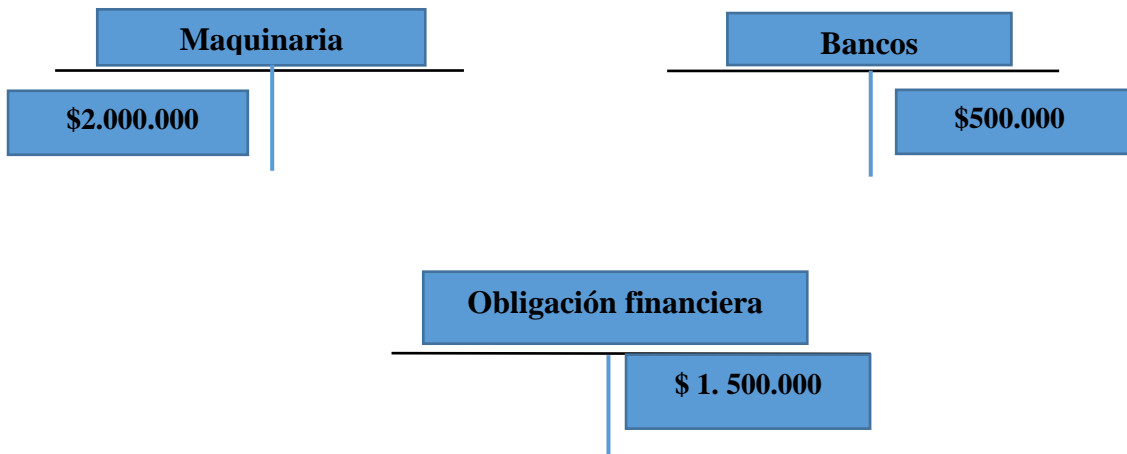 Maquinaria
Bancos
$2.000.000
$500.000
Obligación financiera
$ 1. 500.000